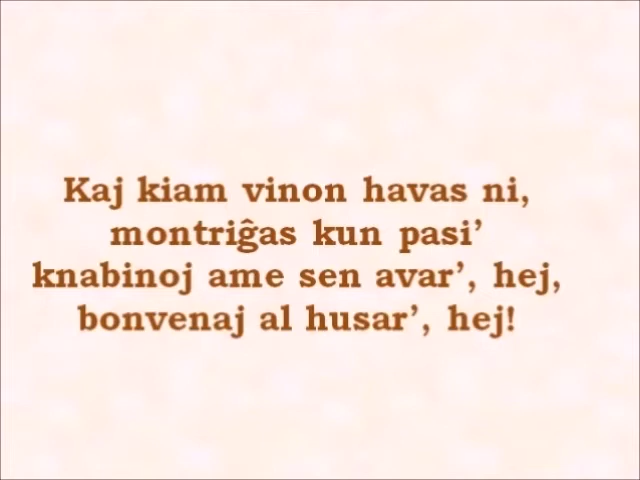 Kaj kiam vinon havas ni,
montriĝas kun pasi’
knabinoj ame sen avar’, hej,
bonvenaj al husar’, hej!